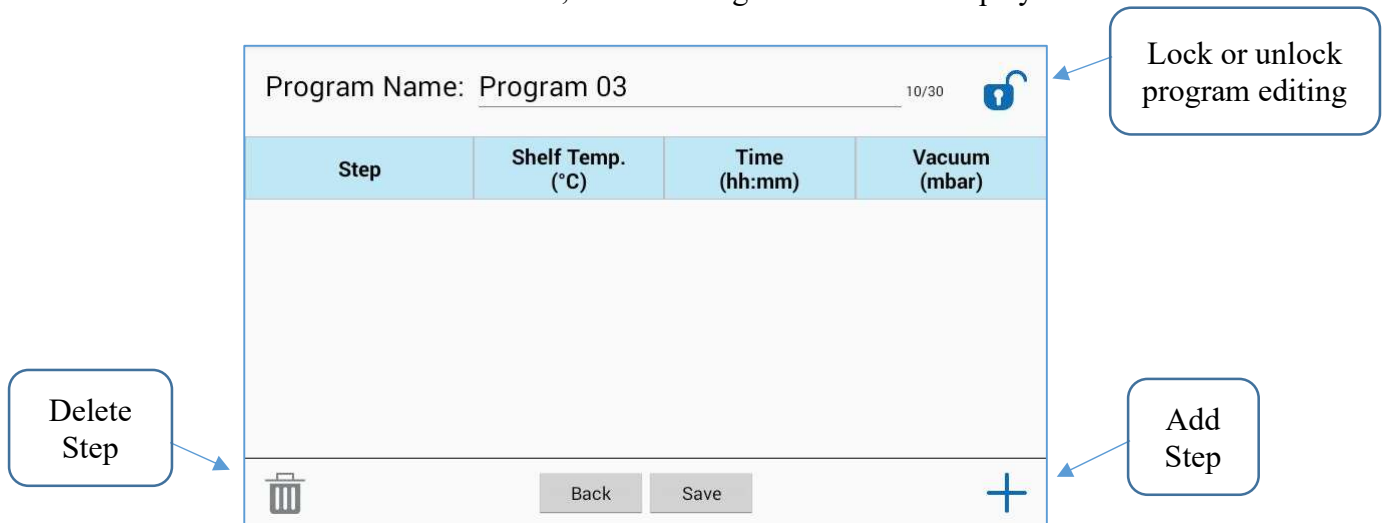 Lock or unlock
program editing
Program Name: Program 03 10/30
Step
Shelf Temp.
(°C)
Time
(hh:mm)
Vacuum
(mbar)
Delete
Step
Add
Step
Back
Save